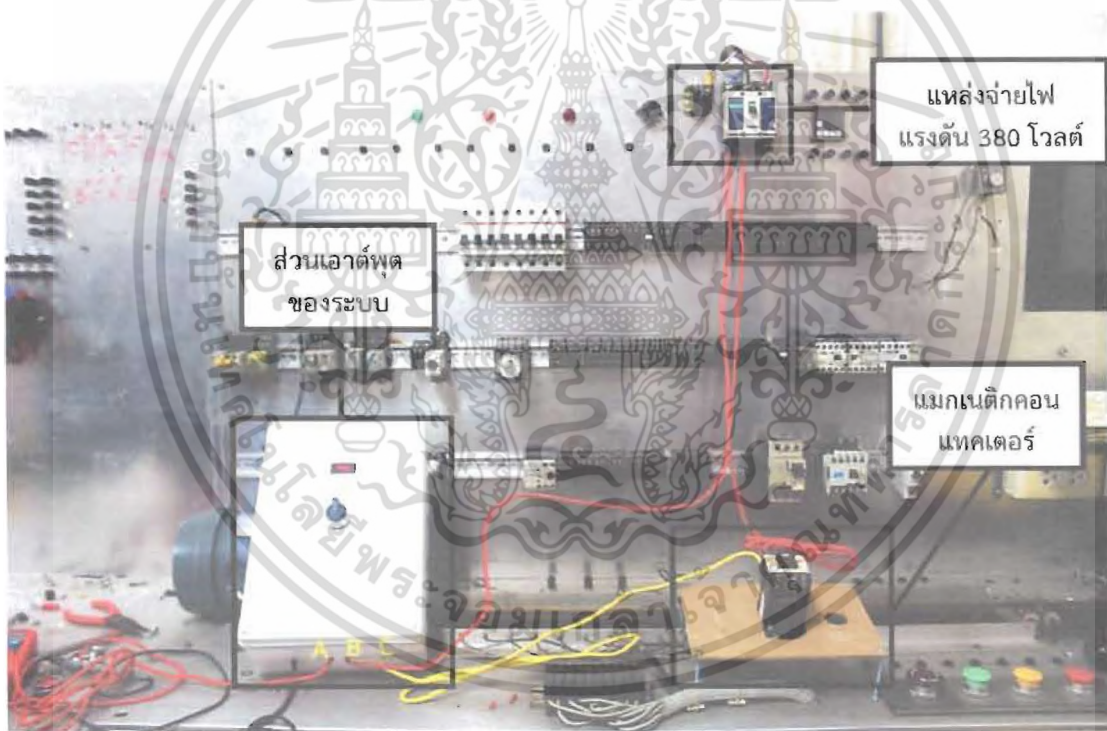 แหล่งจ่ายไฟ
แรงดัน 380 โวลต์
ส่วนเอาต์พุต
ของระบบ
แมกเนติกคอน
แทคเตอร์
A B C